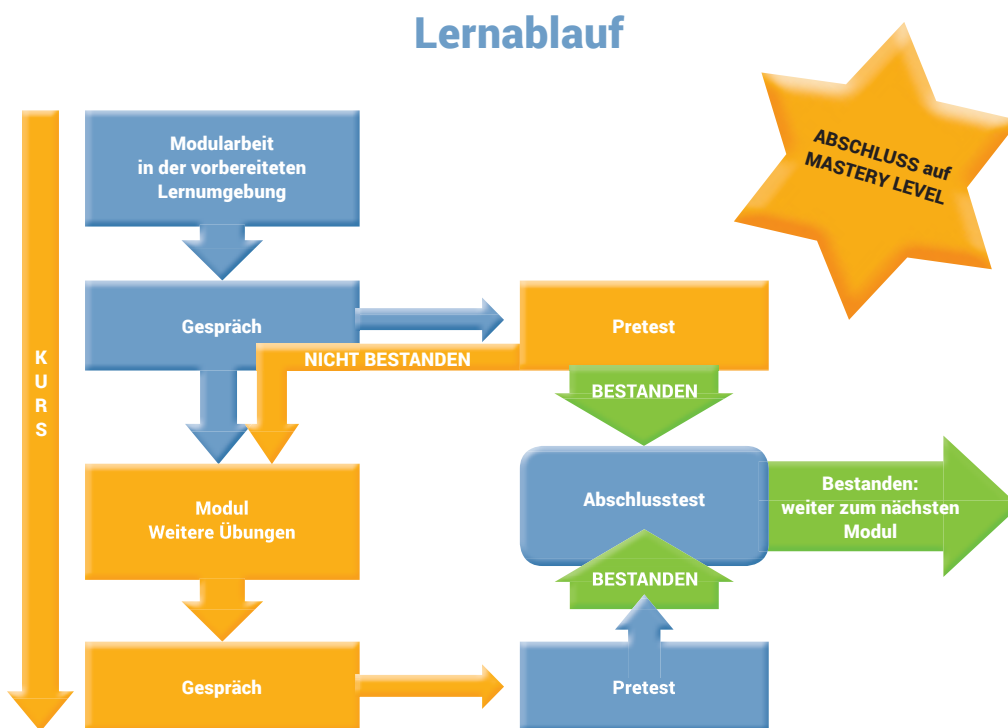 Lernablauf
ABSCHLUSS auf
MASTERY LEVEL
Modularbeit
in der vorbereiteten
Lernumgebung
Gespräch
Pretest
KURS
NICHT BESTANDEN
BESTANDEN
Modul
Weitere Übungen
Abschlusstest
Bestanden:
weiter zum nächsten
Modul
BESTANDEN
Gespräch
Pretest